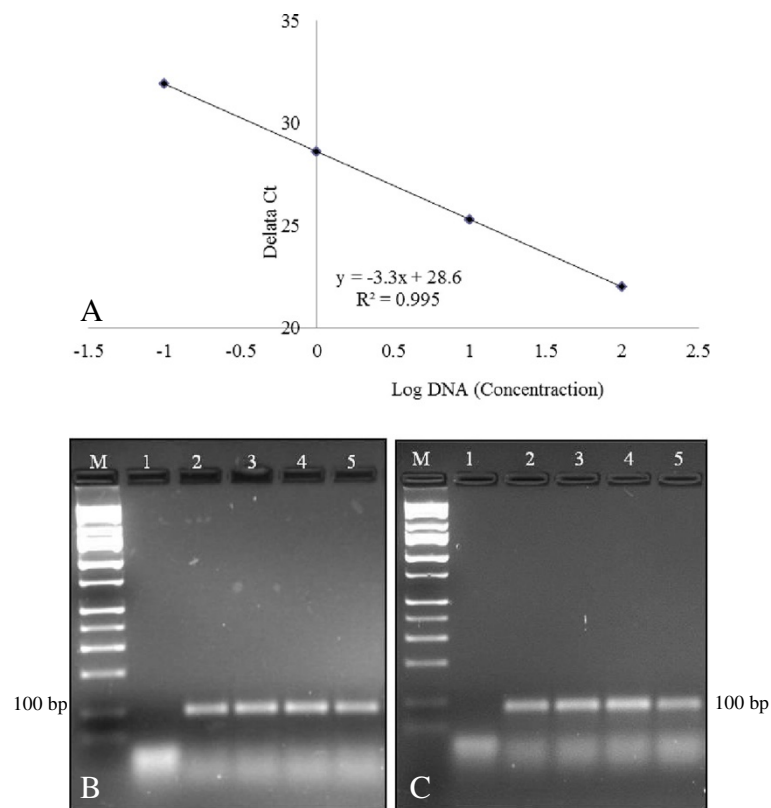 35
30
25
20
Delata Ct
y = -3.3x + 28.6
R² = 0.995
A
-1.5 -1 -0.5 0 0.5 1 1.5 2 2.5
Log DNA (Concentraction)
M 1 2 3 4 5
M 1 2 3 4 5
100 bp
100 bp
B
C